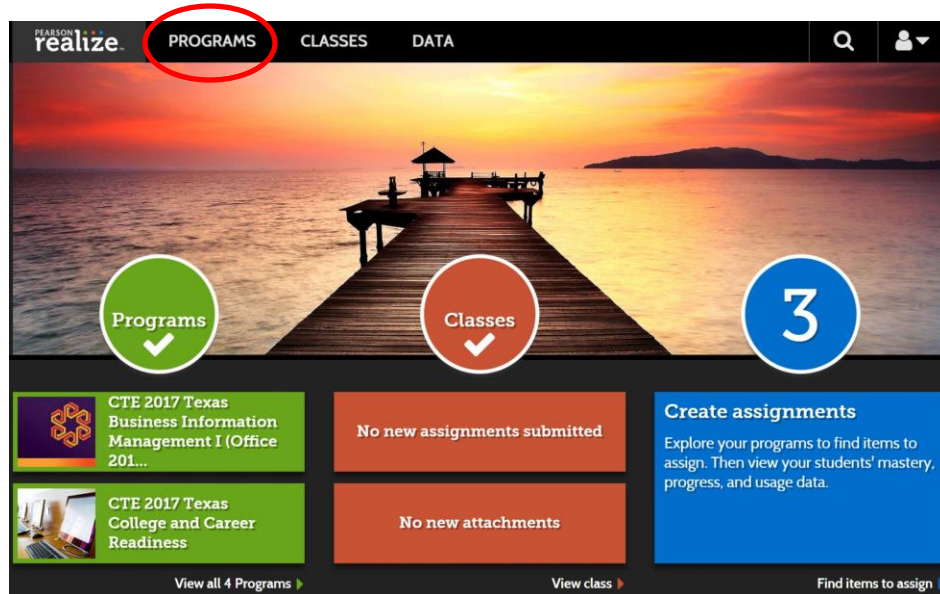 PEARSON
realize™
PROGRAMS
CLASSES
DATA
Programs
Classes
3
CTE 2017 Texas
Business Information
Management I (Office
201...
CTE 2017 Texas
College and Career
Readiness
View all 4 Programs
No new assignments submitted
No new attachments
View class
Create assignments
Explore your programs to find items to
assign. Then view your students' mastery,
progress, and usage data.
Find items to assign